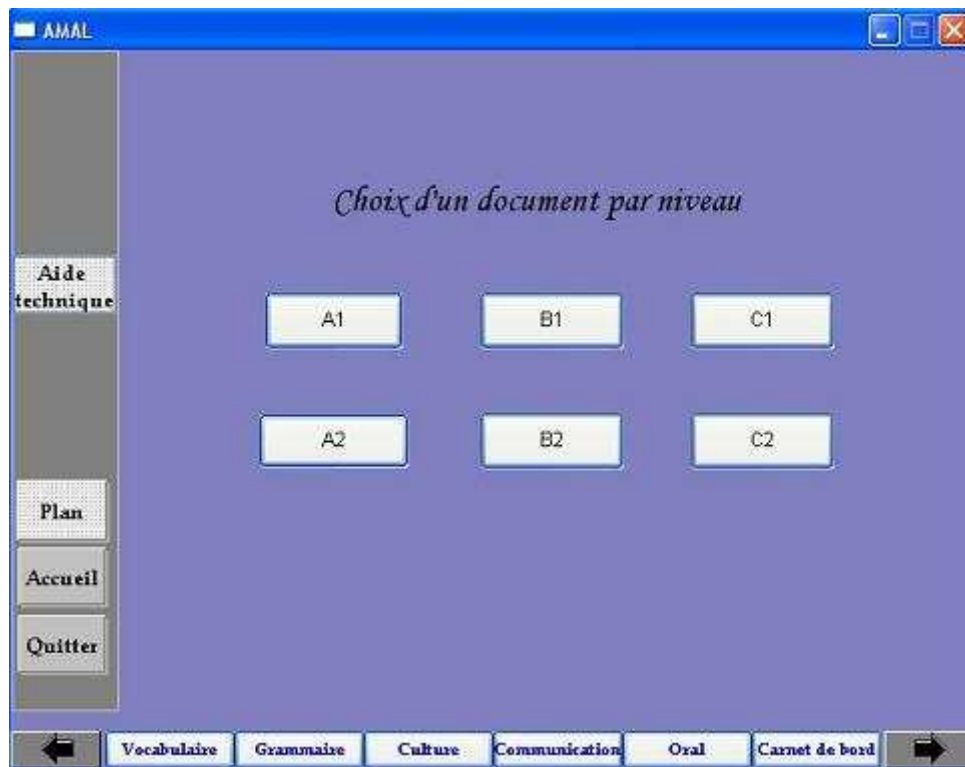 AMAL
Choix d'un document par niveau
Aide
technique
A1 B1 C1
A2 B2 C2
Plan
Accueil
Quitter
Vocabulaire Grammaire Culture Communication Oral Carnet de bord